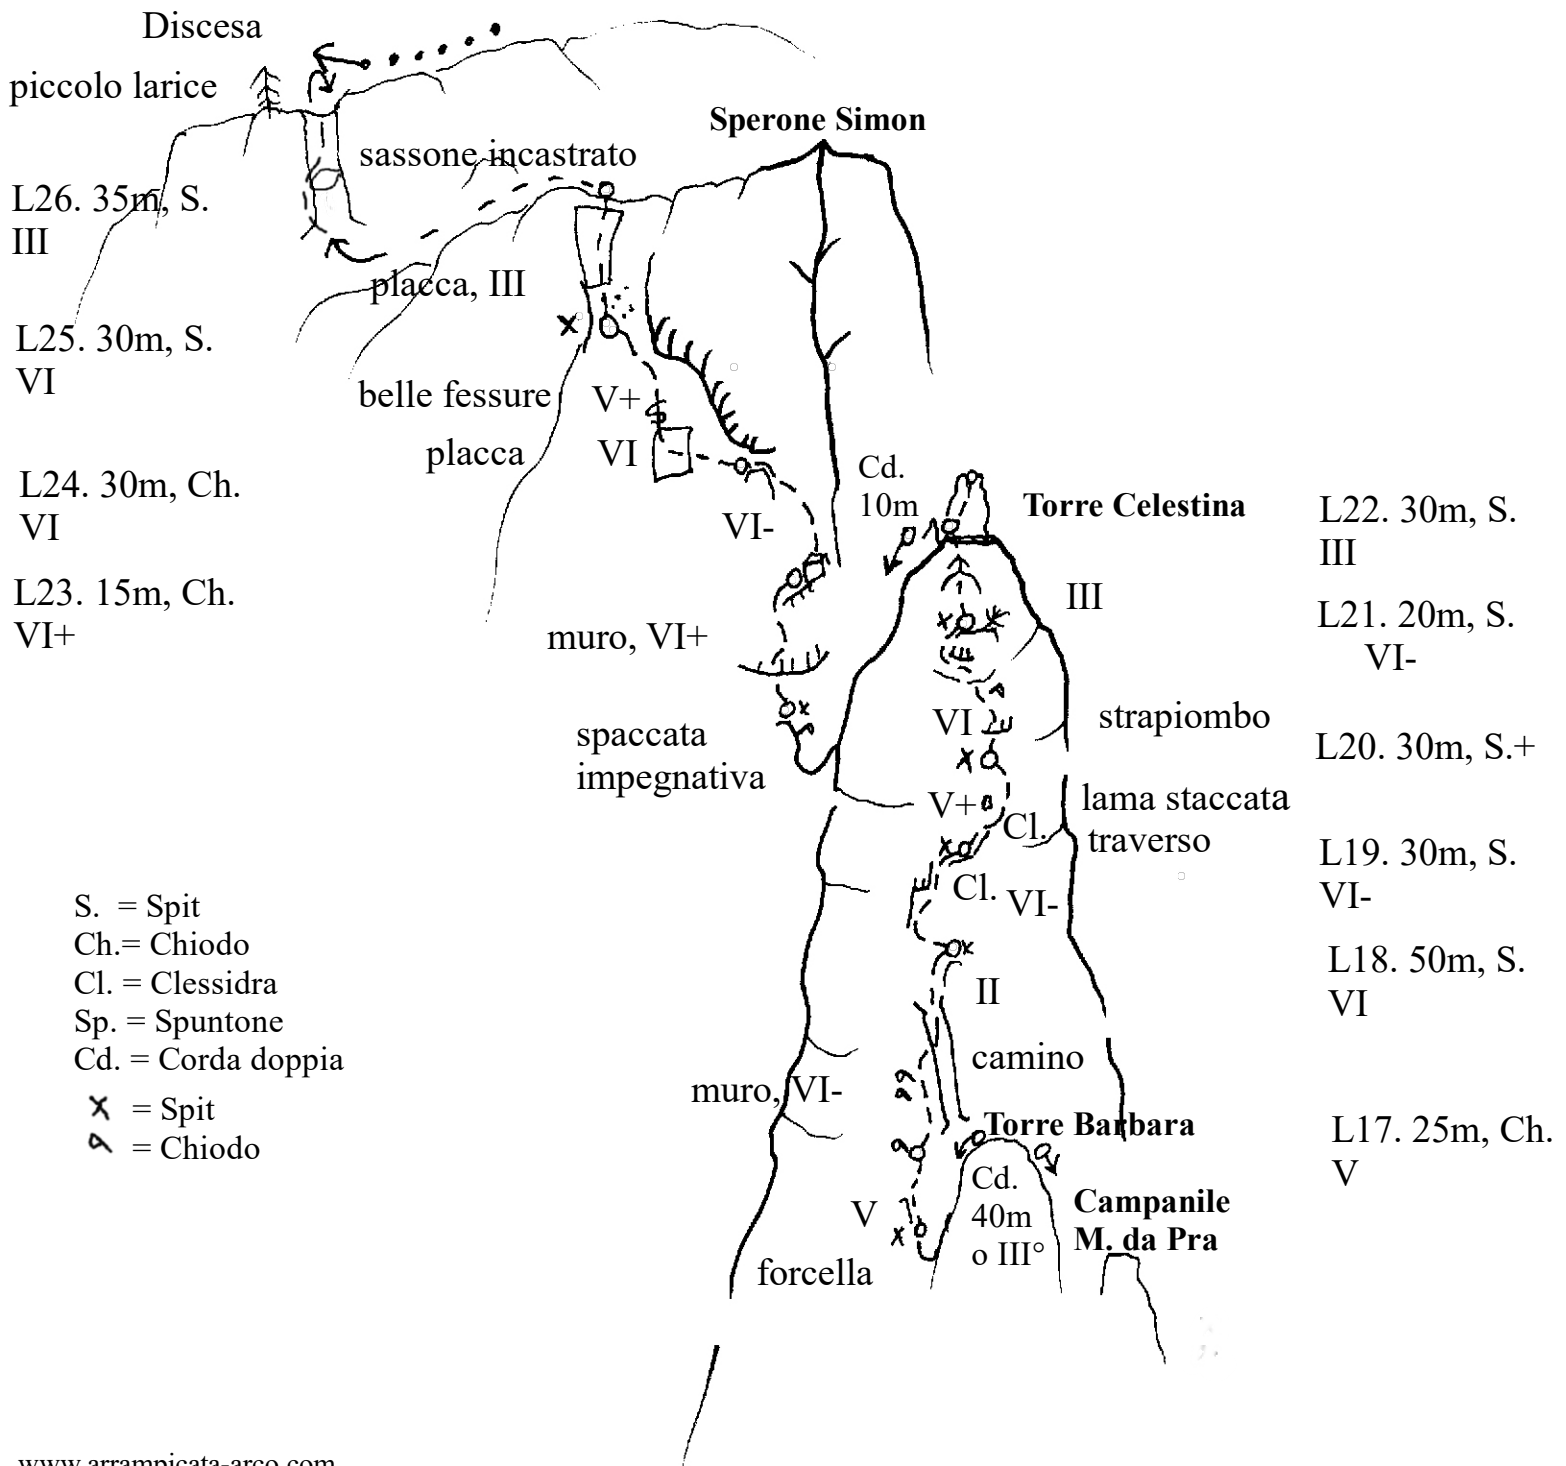 Discesa
piccolo larice
Sperone Simon
sassone incastrato
L26. 35m, S.
III
placca, III
L25. 30m, S.
VI
belle fessure
V+
placca
VI
Cd.
10m
L24. 30m, Ch.
VI
VI-
Torre Celestina
L22. 30m, S.
III
L23. 15m, Ch.
VI+
III
L21. 20m, S.
VI-
muro, VI+
VI
strapiombo
spaccata
impegnativa
L20. 30m, S.+
V+
lama staccata
Cl.
traverso
Cl.
VI-
L19. 30m, S.
VI-
S. = Spit
Ch.= Chiodo
Cl. = Clessidra
Sp. = Spuntone
Cd. = Corda doppia
= Spit
= Chiodo
II
L18. 50m, S.
VI
camino
muro, VI-
Torre Barbara
L17. 25m, Ch.
V
Cd.
40m
o III°
V
Campanile
M. da Pra
forcella
www.arrampicata-arco.com